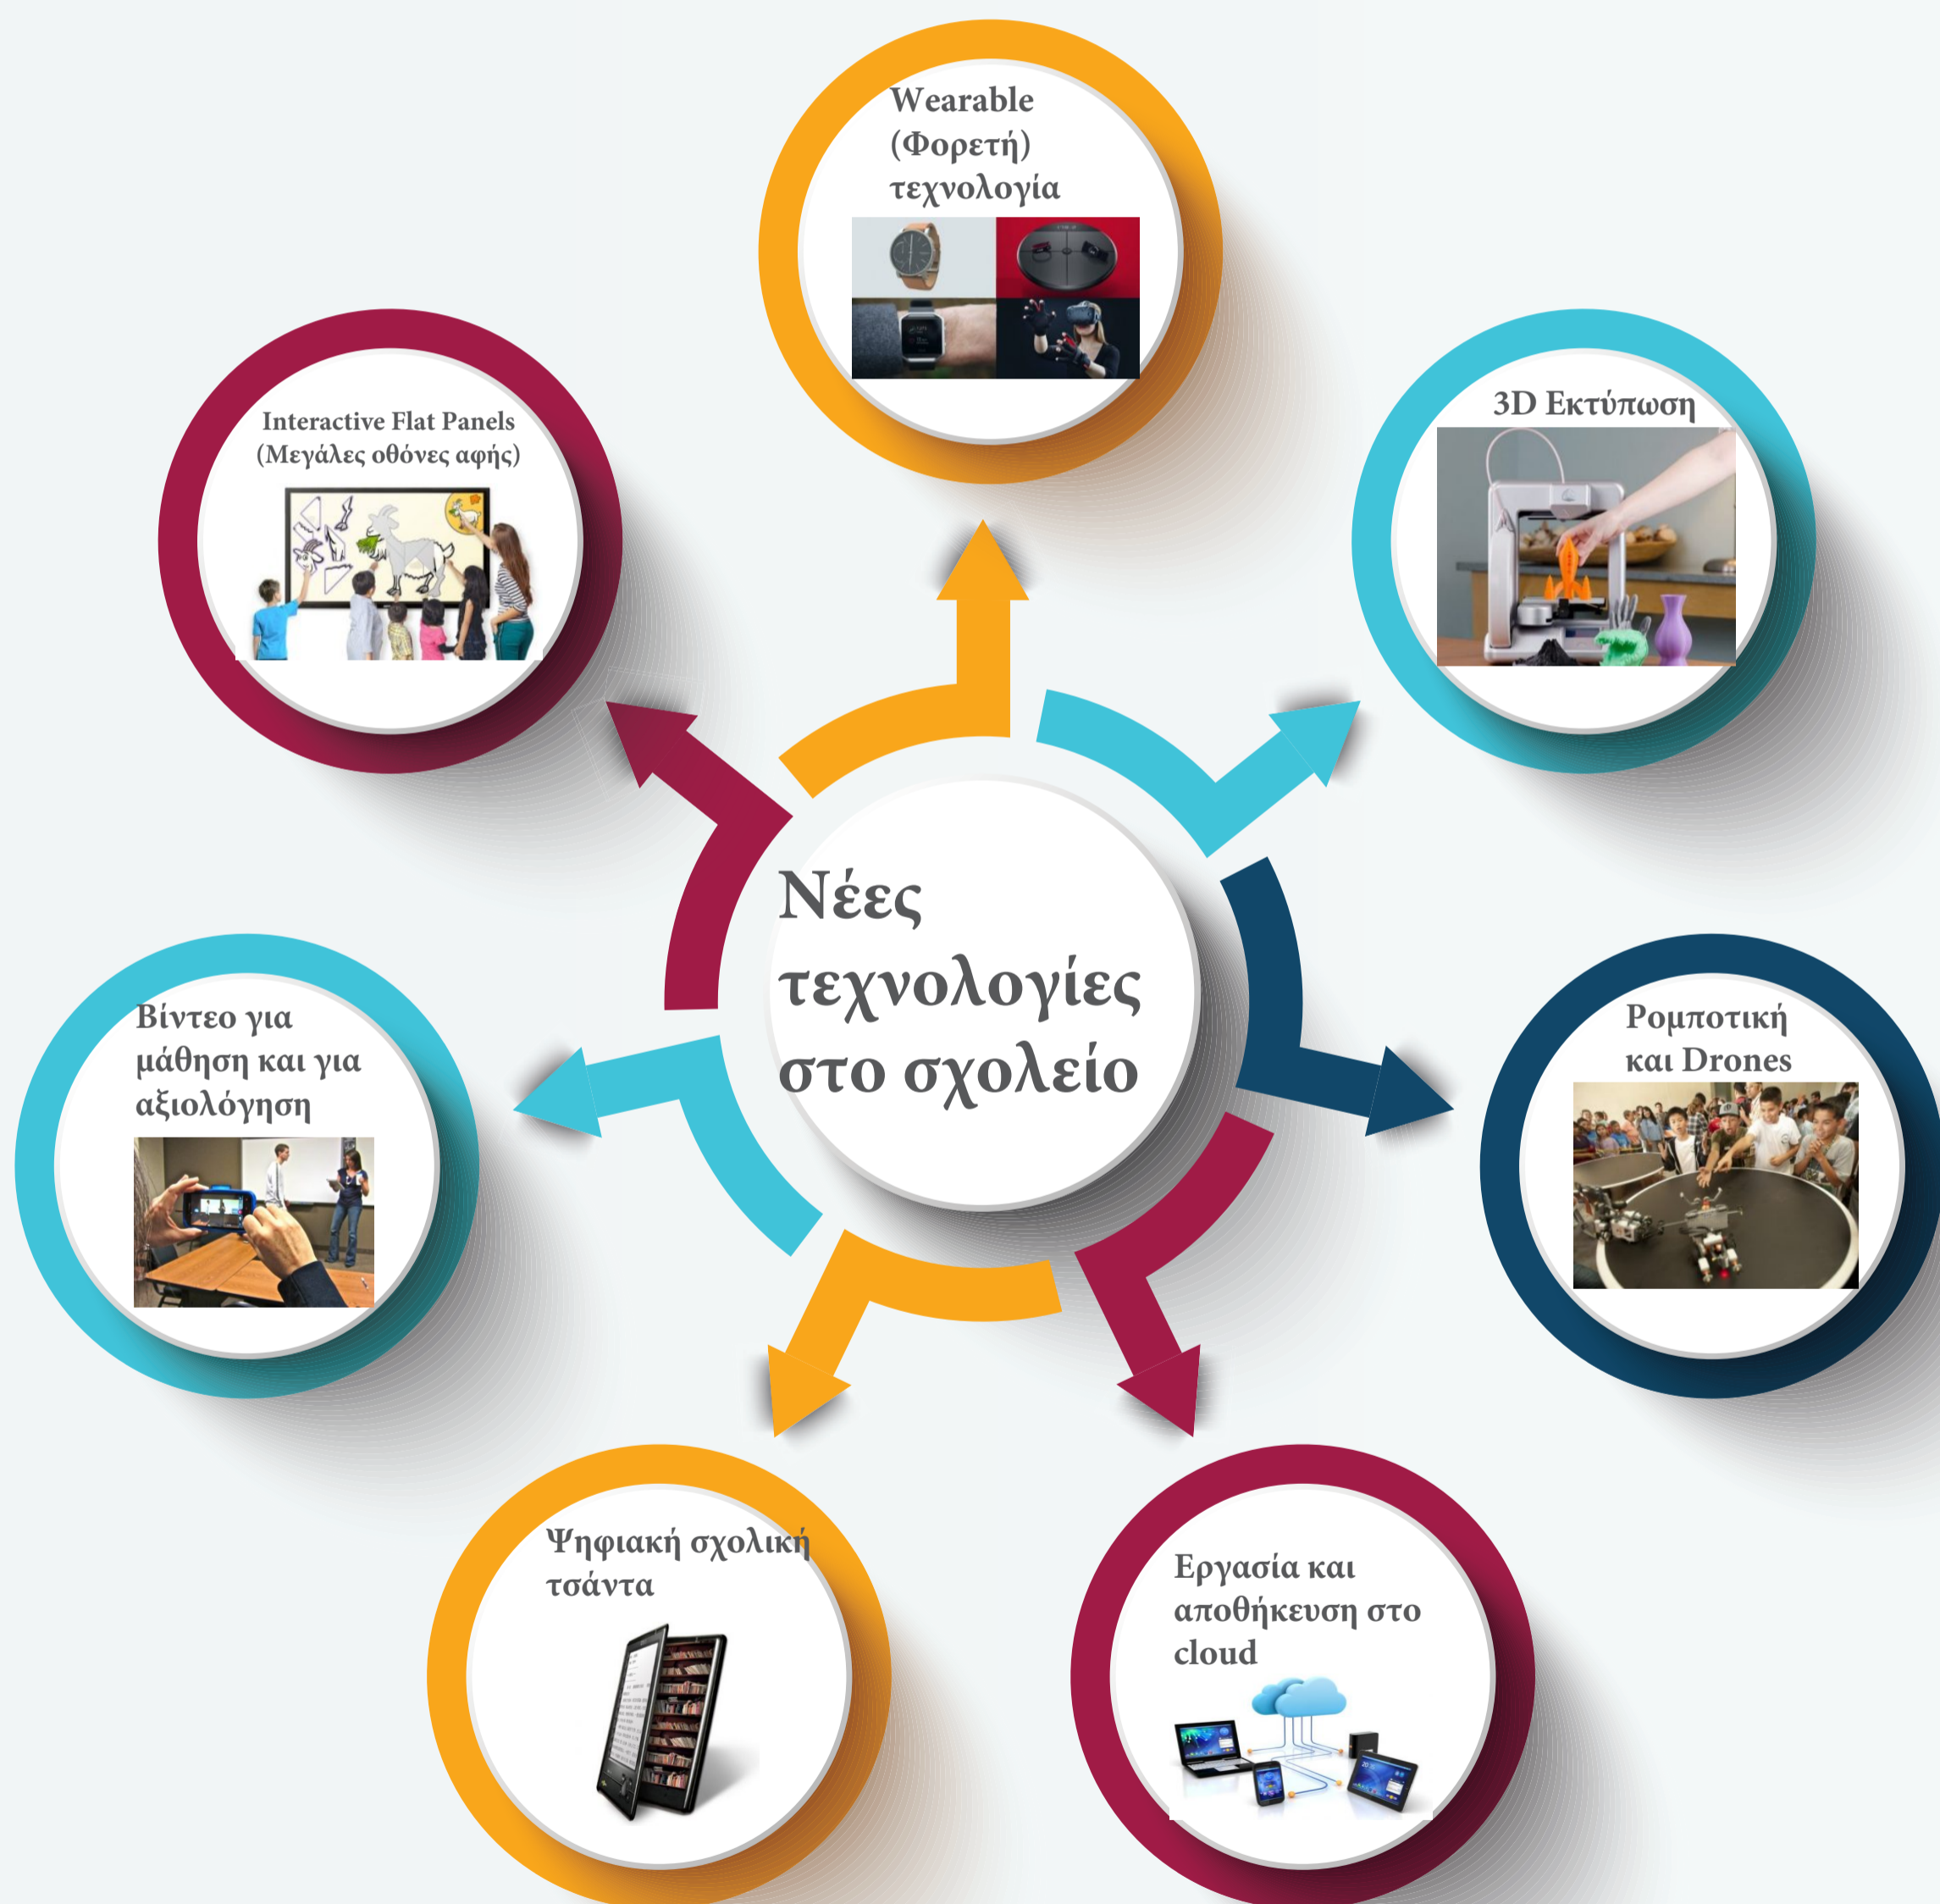 Wearable
(Φορετή)
τεχνολογία
3D Εκτύπωση
Interactive Flat Panels
(Μεγάλες οθόνες αφής)
Νέες
τεχνολογίες
στο σχολείο
Βίντεο για
μάθηση και για
αξιολόγηση
Ρομποτική
και Drones
Ψηφιακή σχολική
τσάντα
Εργασία και
αποθήκευση στο
cloud